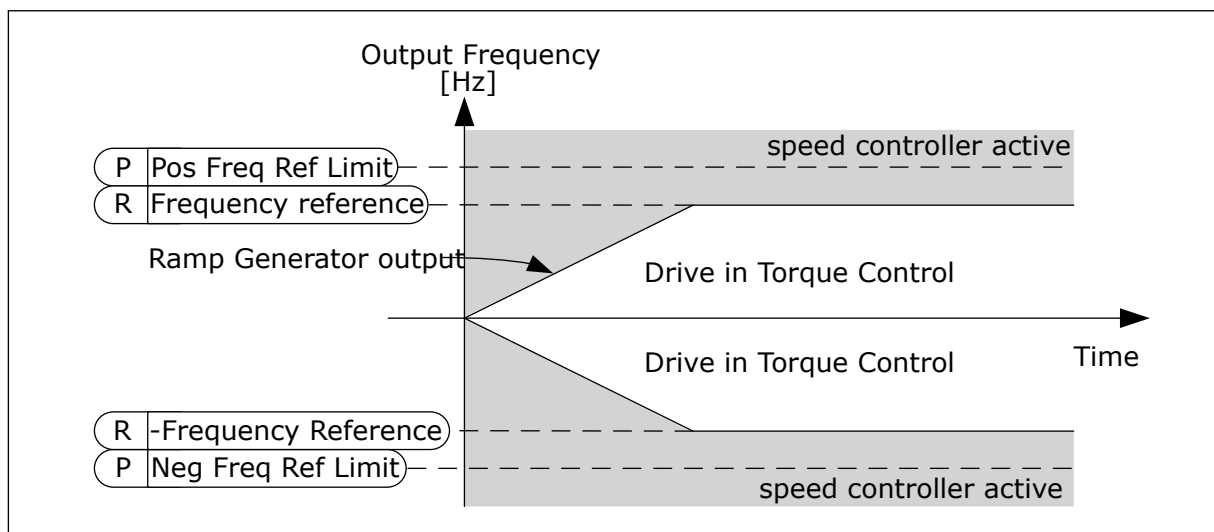 Output Frequency
[Hz]
speed controller active
P Pos Freq Ref Limit
R Frequency reference
Ramp Generator output
Drive in Torque Control
Drive in Torque Control
Time
R -Frequency Reference
P Neg Freq Ref Limit
speed controller active